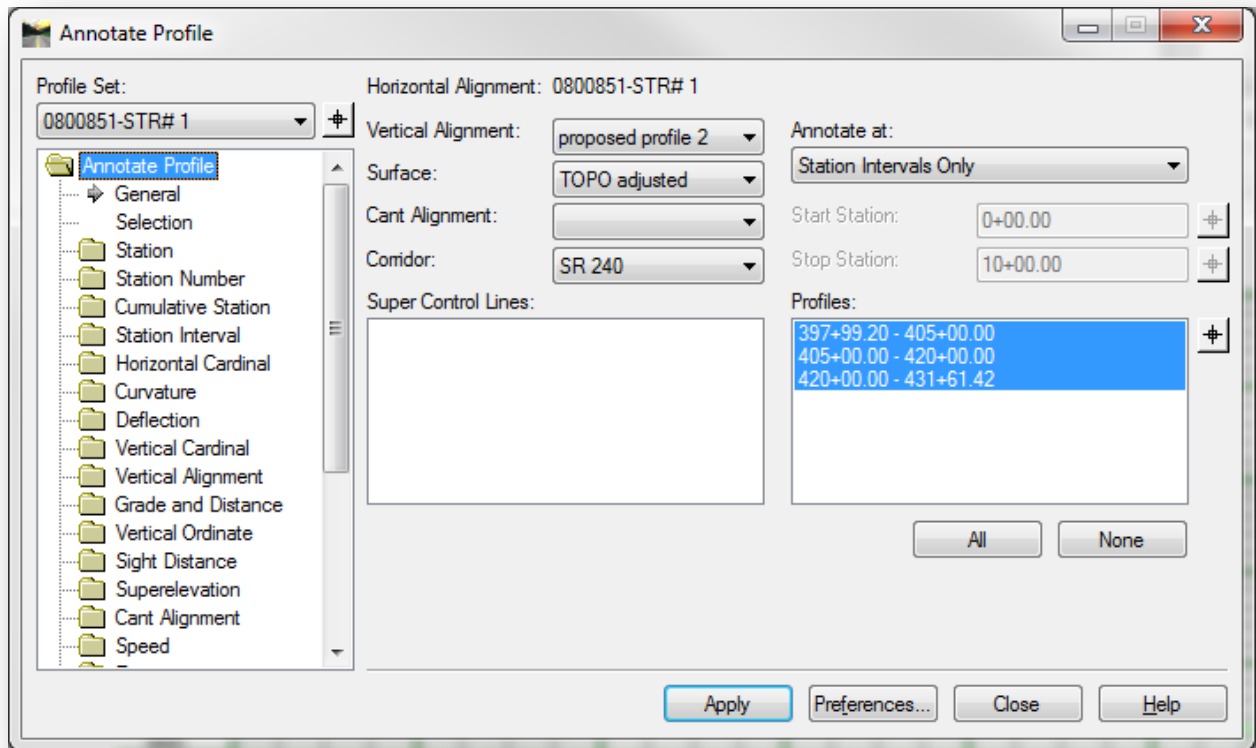 Annotate Profile
Profile Set:
0800851-STR# 1
Annotate Profile
General
Selection
Station
Station Number
Cumulative Station
Station Interval
Horizontal Cardinal
Curvature
Deflection
Vertical Cardinal
Vertical Alignment
Grade and Distance
Vertical Ordinate
Sight Distance
Superelevation
Cant Alignment
Speed
Horizontal Alignment: 0800851-STR# 1
Vertical Alignment: proposed profile 2
Surface: TOPO adjusted
Cant Alignment:
Corridor: SR 240
Super Control Lines:
Annotate at:
Station Intervals Only
Start Station: 0+00.00
Stop Station: 10+00.00
Profiles:
397+99.20 - 405+00.00
405+00.00 - 420+00.00
420+00.00 - 431+61.42
All None
Apply Preferences... Close Help